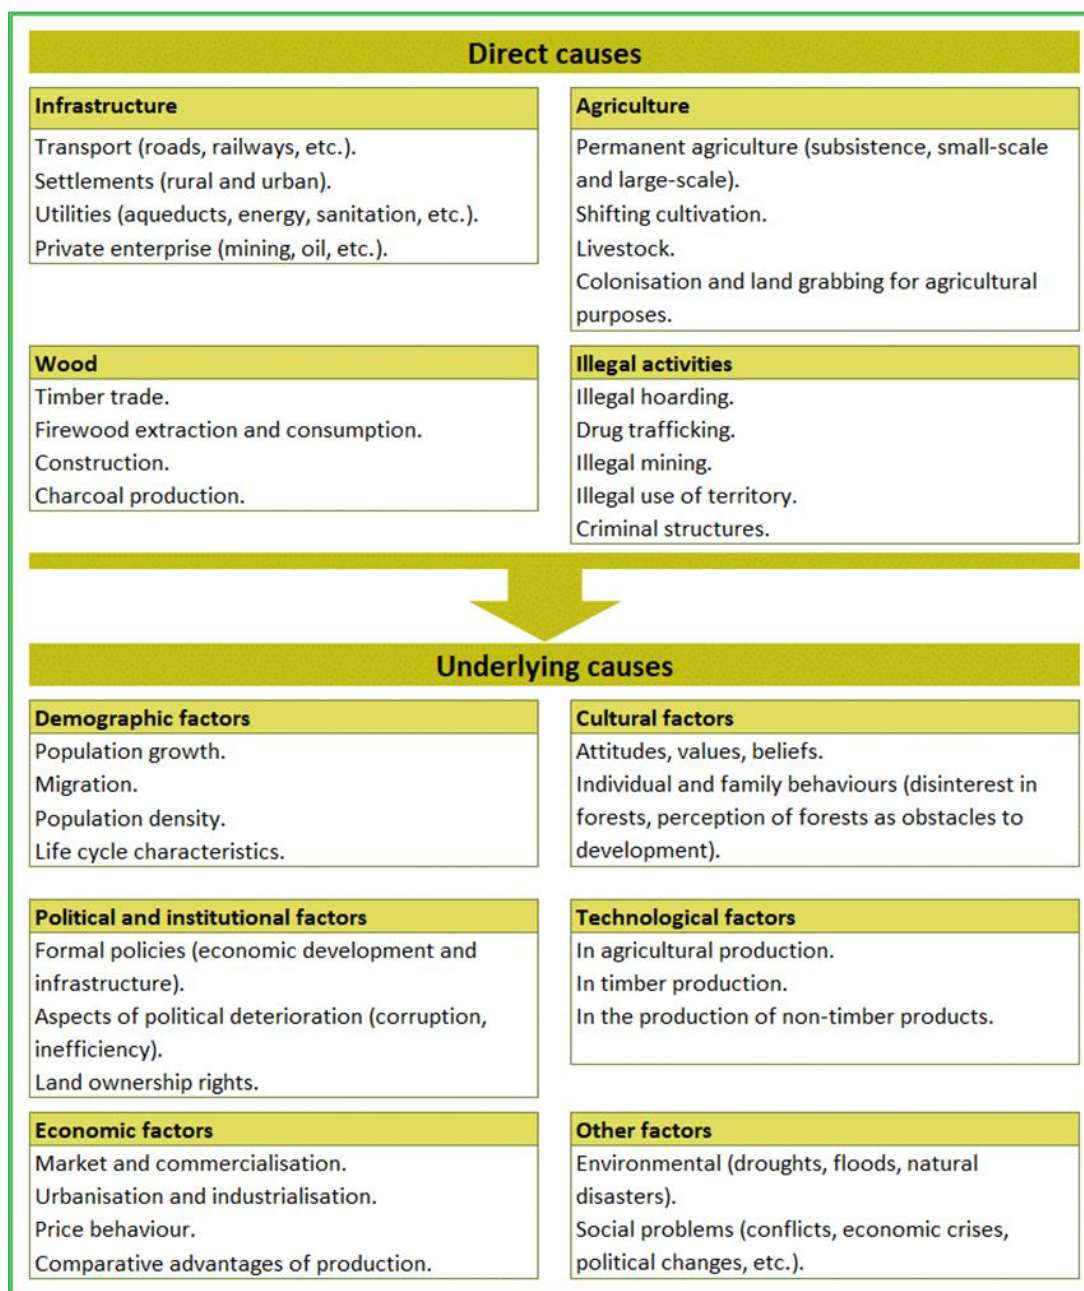 Direct causes
Infrastructure
Transport (roads, railways, etc.).
Settlements (rural and urban).
Utilities (aqueducts, energy, sanitation, etc.).
Private enterprise (mining, oil, etc.).
Agriculture
Permanent agriculture (subsistence, small-scale
and large-scale).
Shifting cultivation.
Livestock.
Colonisation and land grabbing for agricultural
purposes.
Wood
Timber trade.
Firewood extraction and consumption.
Construction.
Charcoal production.
Illegal activities
Illegal hoarding.
Drug trafficking.
Illegal mining.
Illegal use of territory.
Criminal structures.
Underlying causes
Demographic factors
Population growth.
Migration.
Population density.
Life cycle characteristics.
Cultural factors
Attitudes, values, beliefs.
Individual and family behaviours (disinterest in
forests, perception of forests as obstacles to
development).
Political and institutional factors
Formal policies (economic development and
infrastructure).
Aspects of political deterioration (corruption,
inefficiency).
Land ownership rights.
Technological factors
In agricultural production.
In timber production.
In the production of non-timber products.
Economic factors
Market and commercialisation.
Urbanisation and industrialisation.
Price behaviour.
Comparative advantages of production.
Other factors
Environmental (droughts, floods, natural
disasters).
Social problems (conflicts, economic crises,
political changes, etc.).